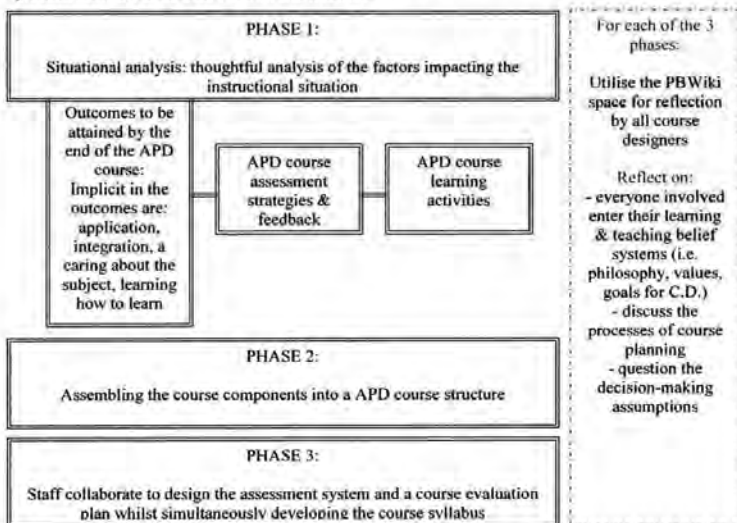 PHASE 1:
Situational analysis: thoughtful analysis of the factors impacting the
instructional situation
Outcomes to be
attained by the
end of the APD
course:
Implicit in the
outcomes are:
application,
integration, a
caring about the
subject, learning
how to learn
APD course
assessment
strategies &
feedback
APD course
learning
activities
PHASE 2:
Assembling the course components into a APD course structure
PHASE 3:
Staff collaborate to design the assessment system and a course evaluation
plan whilst simultaneously developing the course syllabus
For each of the 3
phases:
Utilise the PBWiki
space for reflection
by all course
designers
Reflect on:
- everyone involved
enter their learning
& teaching belief
systems (i.e.
philosophy, values,
goals for C.D.)
- discuss the
processes of course
planning
- question the
decision-making
assumptions